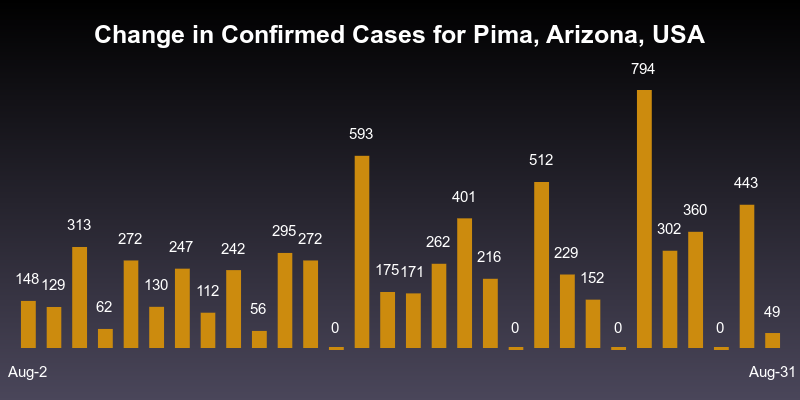 Change in Confirmed Cases for Pima, Arizona, USA
148 129 313 62 272 130 247 112 242 56 295 272 0 593 175 171 262 401 216 0 512 229 152 0 794 302 360 0 443 49
Aug-2 Aug-31